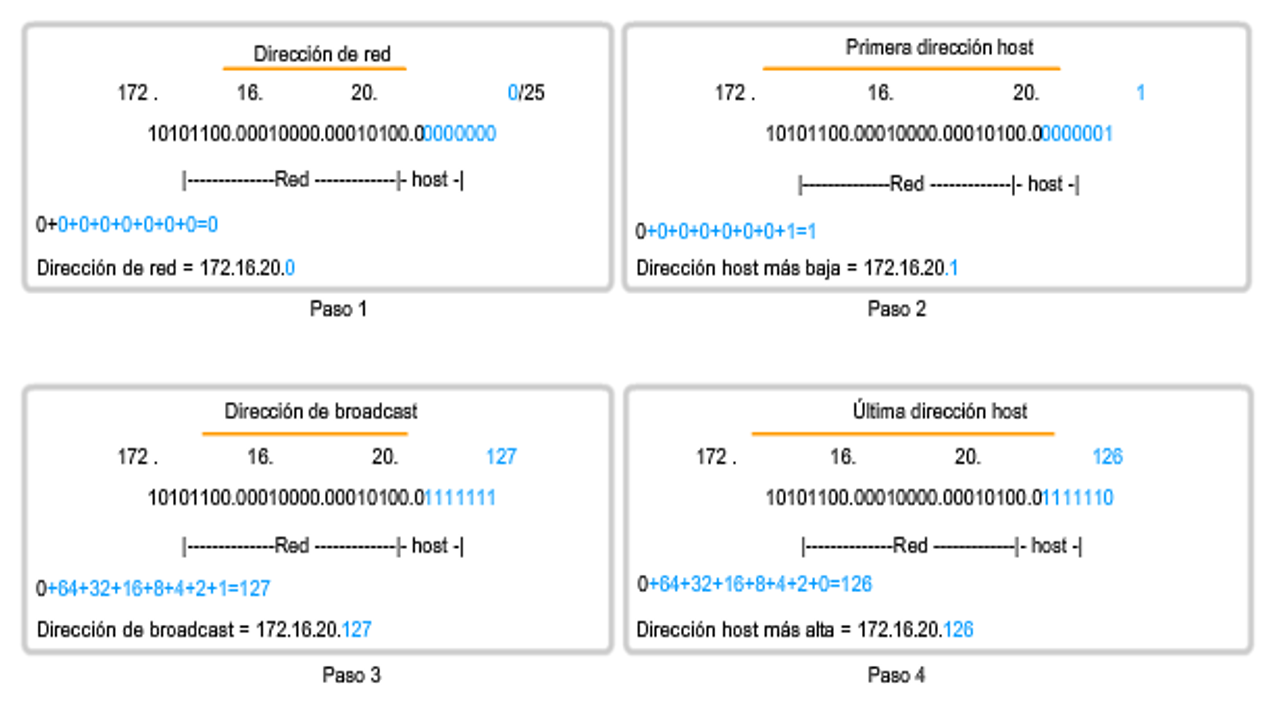 Dirección de red
172 . 16. 20. 0/25
10101100.00010000.00010100.00000000
|--------------Red -------------|- host -|
0+0+0+0+0+0+0+0=0
Dirección de red = 172.16.20.0
Paso 1
Primera dirección host
172 . 16. 20. 1
10101100.00010000.00010100.00000001
|--------------Red -------------|- host -|
0+0+0+0+0+0+0+1=1
Dirección host más baja = 172.16.20.1
Paso 2
Dirección de broadcast
172 . 16. 20. 127
10101100.00010000.00010100.01111111
|--------------Red -------------|- host -|
0+64+32+16+8+4+2+1=127
Dirección de broadcast = 172.16.20.127
Paso 3
Última dirección host
172 . 16. 20. 126
10101100.00010000.00010100.01111110
|--------------Red -------------|- host -|
0+64+32+16+8+4+2+0=126
Dirección host más alta = 172.16.20.126
Paso 4